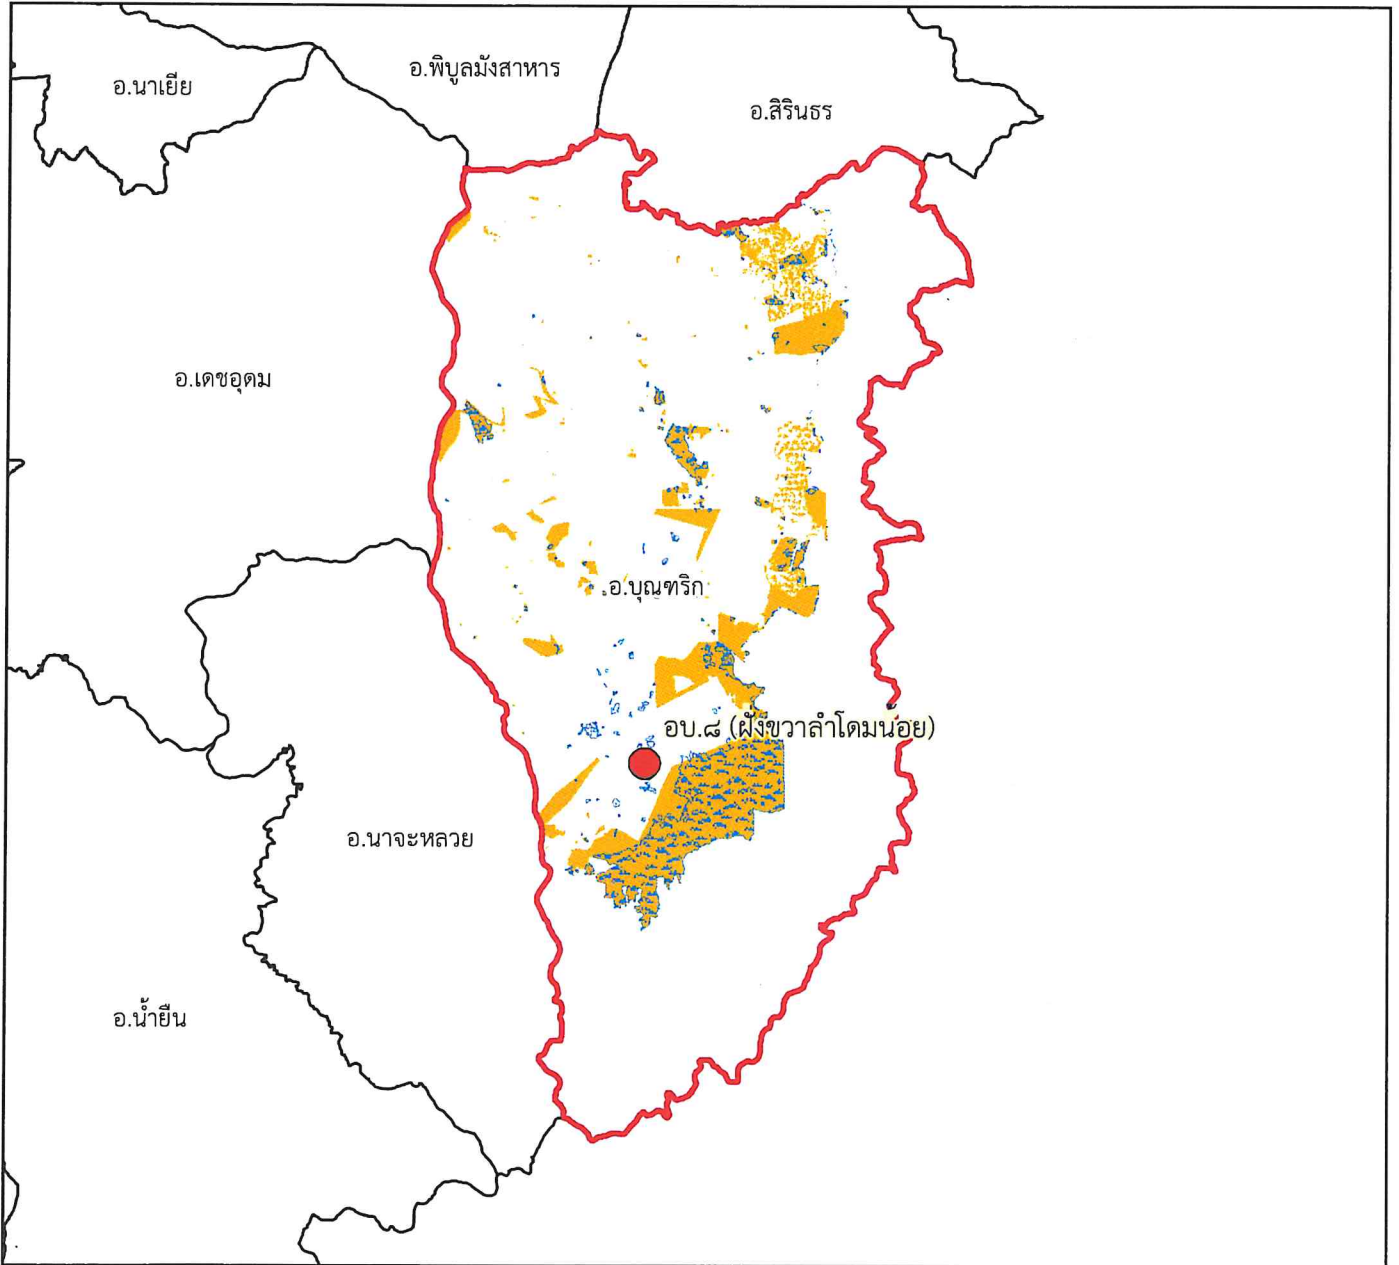 อ.พิบูลมังสาหาร
อ.นาเยีย
อ.สิรินธร
อ.เดชอุดม
อ.บุณฑริก
อบ.๘ (ฝั่งขวาลำโดมน้อย)
อ.นาจะหลวย
อ.น้ำยืน